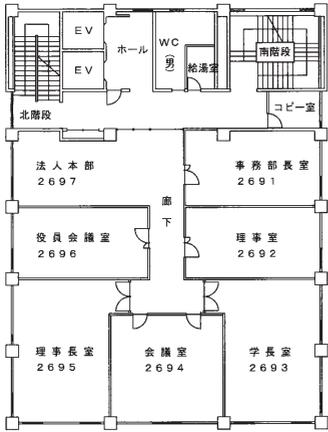 EV
ホール
WC
(男)
南階段
EV
給湯室
北階段
コピー室
法人本部
2697
事務部長室
2691
廊下
役員会議室
2696
理事室
2692
理事長室
2695
会議室
2694
学長室
2693